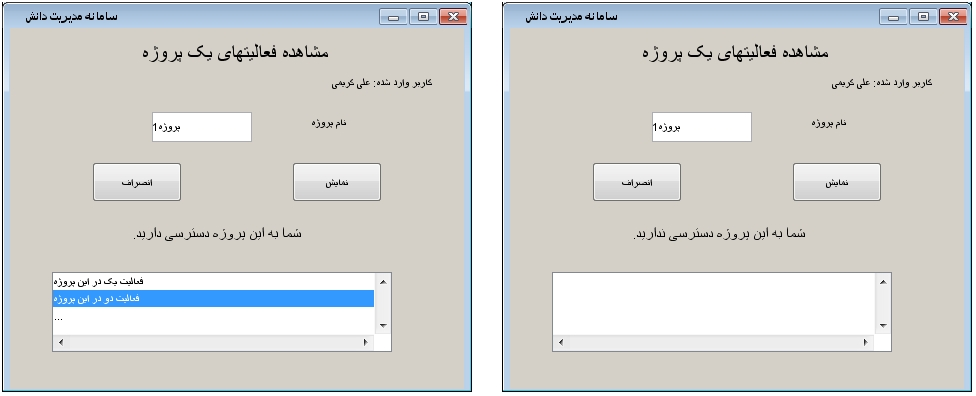 سامانه مدیریت دانش
مشاهده فعالیتهای یک پروژه
کاربر وارد شده: علی کریمی
نام پروژه
پروژه1
نمایش
انصراف
شما به این پروژه دسترسی دارید.
فعالیت یک در این پروژه
فعالیت دو در این پروژه
...
سامانه مدیریت دانش
مشاهده فعالیتهای یک پروژه
کاربر وارد شده: علی کریمی
نام پروژه
پروژه1
نمایش
انصراف
شما به این پروژه دسترسی ندارید.